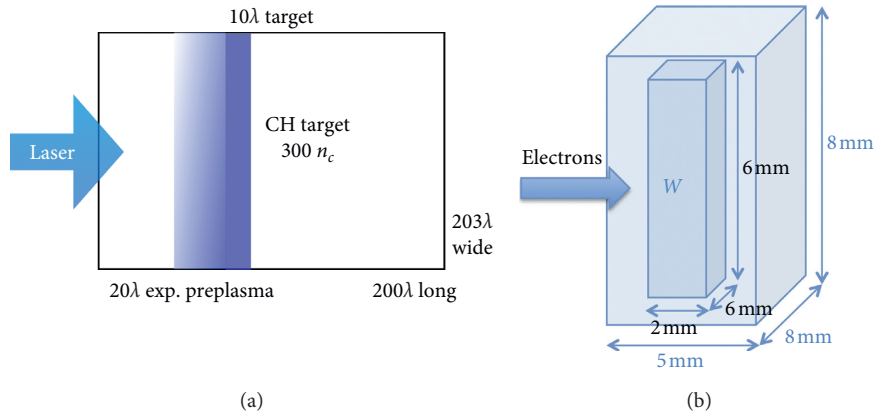 10λ target
Laser
CH target
300 n_c
203λ
wide
20λ exp. preplasma
200λ long
(a)
Electrons
W
6 mm
8 mm
6 mm
2 mm
8 mm
5 mm
(b)